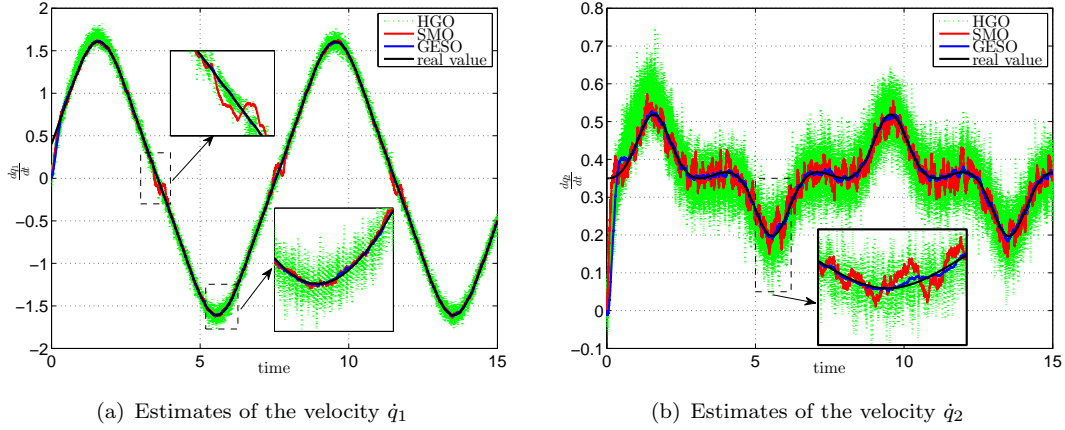 HGO
SMO
GESO
real value
2
1.5
1
0.5
0
−0.5
−1
−1.5
−2
dq₁
dt
0
5
10
15
time
(a) Estimates of the velocity q̇₁
HGO
SMO
GESO
real value
0.8
0.7
0.6
0.5
0.4
0.3
0.2
0.1
0
−0.1
dt
0
5
10
15
time
(b) Estimates of the velocity q̇₂